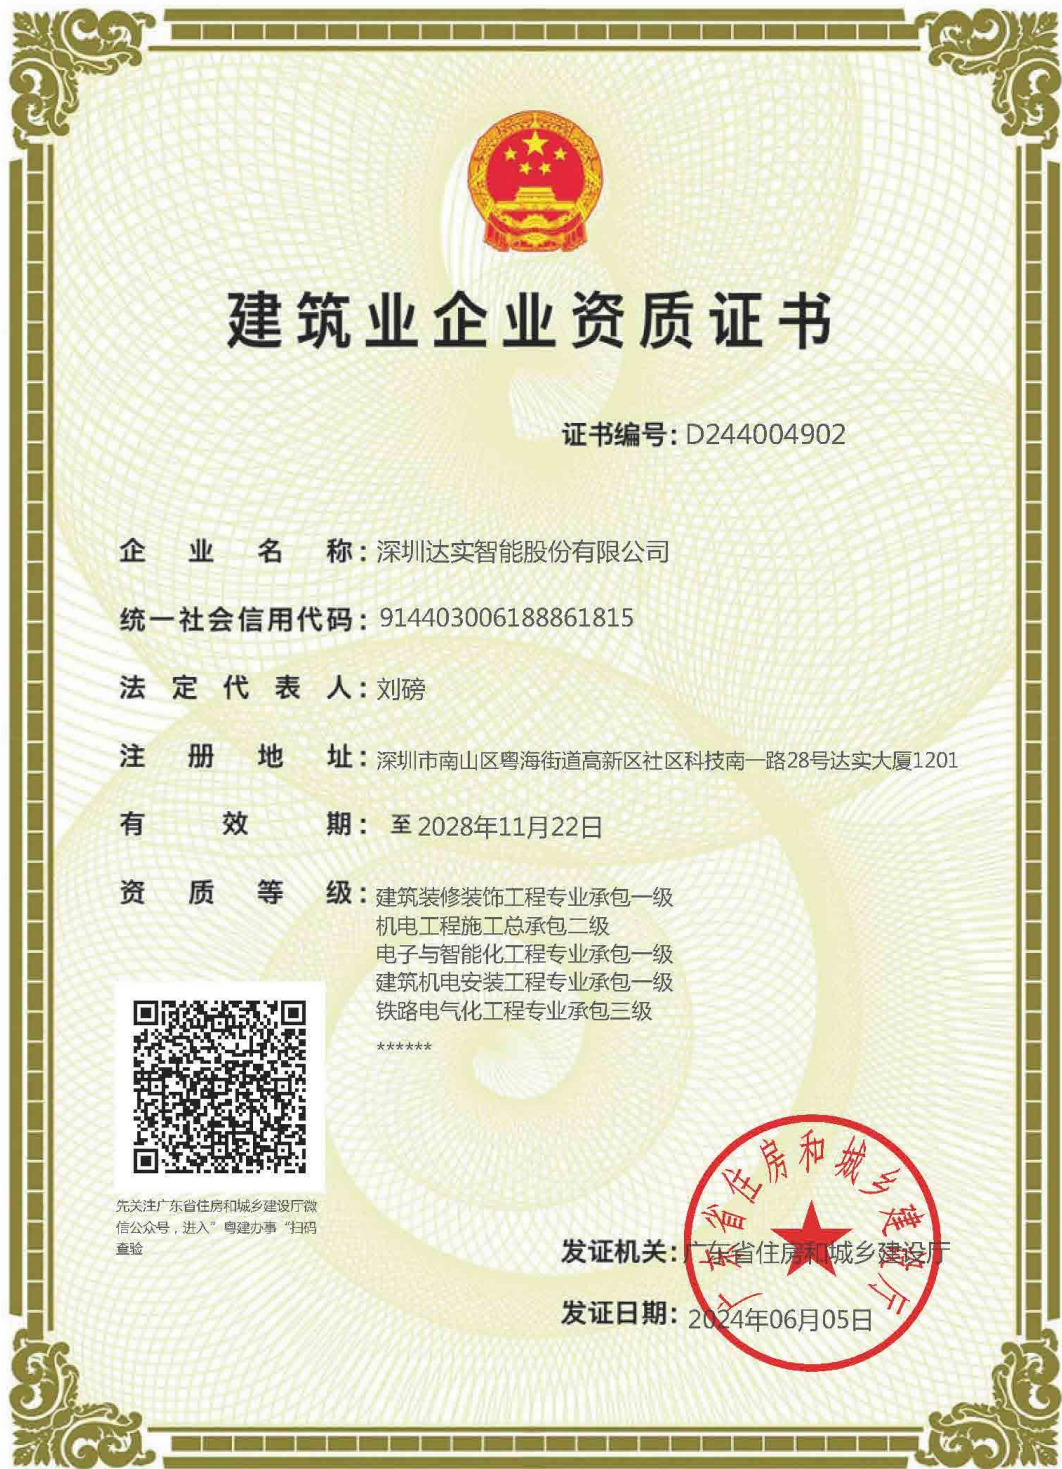 建筑业企业资质证书
证书编号：D244004902
企业名称：深圳达实智能股份有限公司
统一社会信用代码：914403006188861815
法定代表人：刘磅
注册地址：深圳市南山区粤海街道高新区社区科技南一路28号达实大厦1201
有效期：至2028年11月22日
资质等级：建筑装修装饰工程专业承包一级
机电工程施工总承包二级
电子与智能化工程专业承包一级
建筑机电安装工程专业承包一级
铁路电气化工程专业承包三级
******
先关注广东省住房和城乡建设厅微
信公众号，进入”粤建办事“扫码
查验
广东省住房和城乡建设厅
发证机关：广东省住房和城乡建设厅
发证日期：2024年06月05日